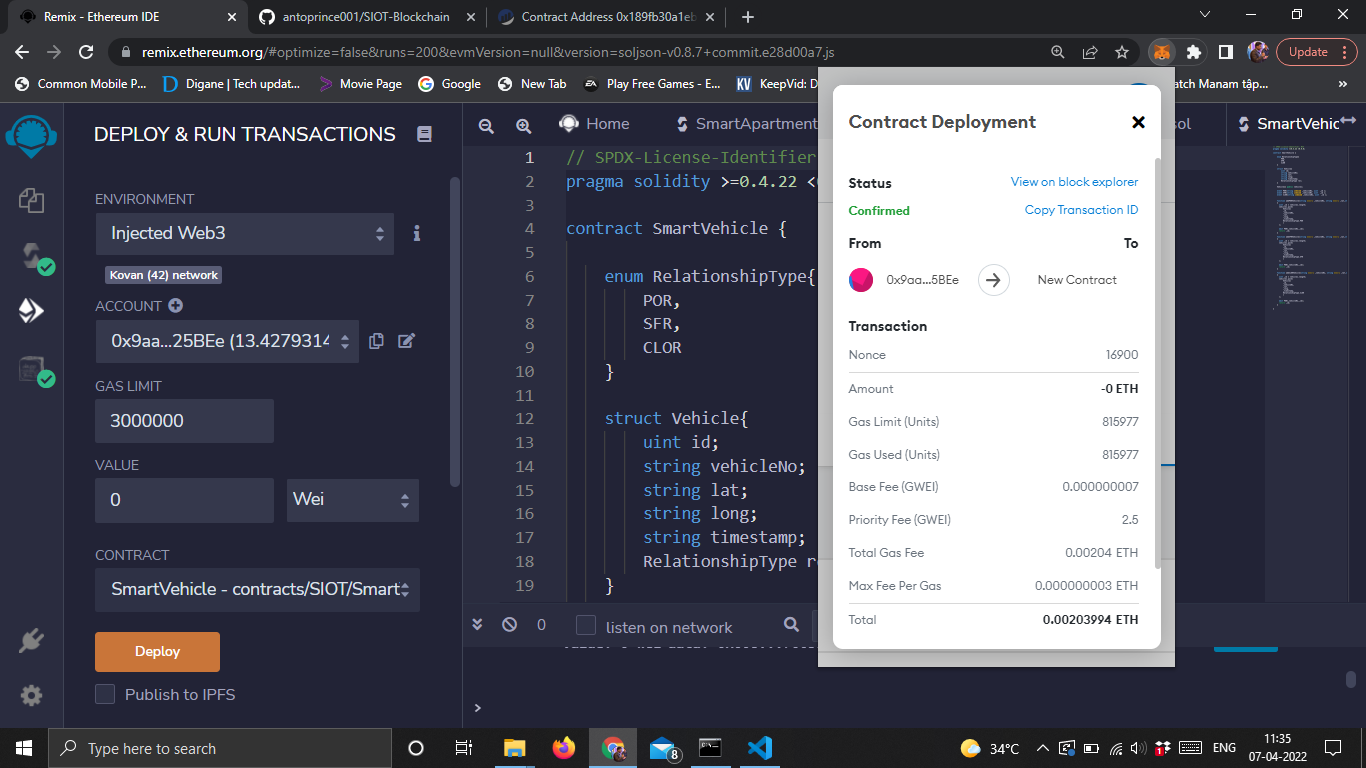 Remix - Ethereum IDE
antoprince001/SIOT-Blockchain
Contract Address 0x189fb30a1eb
remix.ethereum.org/#optimize=false&runs=200&evmVersion=null&version=soljson-v0.8.7+commit.e28d00a7.js
Update
Common Mobile P...
Digane | Tech updat...
Movie Page
Google
New Tab
EA
Play Free Games - E...
KV
KeepVid: D
atch Manam tập...
»
DEPLOY & RUN TRANSACTIONS
ENVIRONMENT
Injected Web3
Kovan (42) network
ACCOUNT
0x9aa...25BEe (13.4279314
GAS LIMIT
3000000
VALUE
0
Wei
CONTRACT
SmartVehicle - contracts/SIOT/Smart
Deploy
Publish to IPFS
Home
SmartApartment
sol
SmartVehic
1 // SPDX-License-Identifier
2 pragma solidity >=0.4.22 <
3
4 contract SmartVehicle {
5
6 enum RelationshipType{
7 POR,
8 SFR,
9 CLOR
10 }
11
12 struct Vehicle{
13 uint id;
14 string vehicleNo;
15 string lat;
16 string long;
17 string timestamp;
18 RelationshipType r
19 }
0
listen on network
>
Contract Deployment
Status
View on block explorer
Confirmed
Copy Transaction ID
From
To
0x9aa...5BEe
New Contract
Transaction
Nonce
16900
Amount
-0 ETH
Gas Limit (Units)
815977
Gas Used (Units)
815977
Base Fee (GWEI)
0.000000007
Priority Fee (GWEI)
2.5
Total Gas Fee
0.00204 ETH
Max Fee Per Gas
0.000000003 ETH
Total
0.00203994 ETH
Type here to search
8
34°C
1
ENG
11:35
07-04-2022